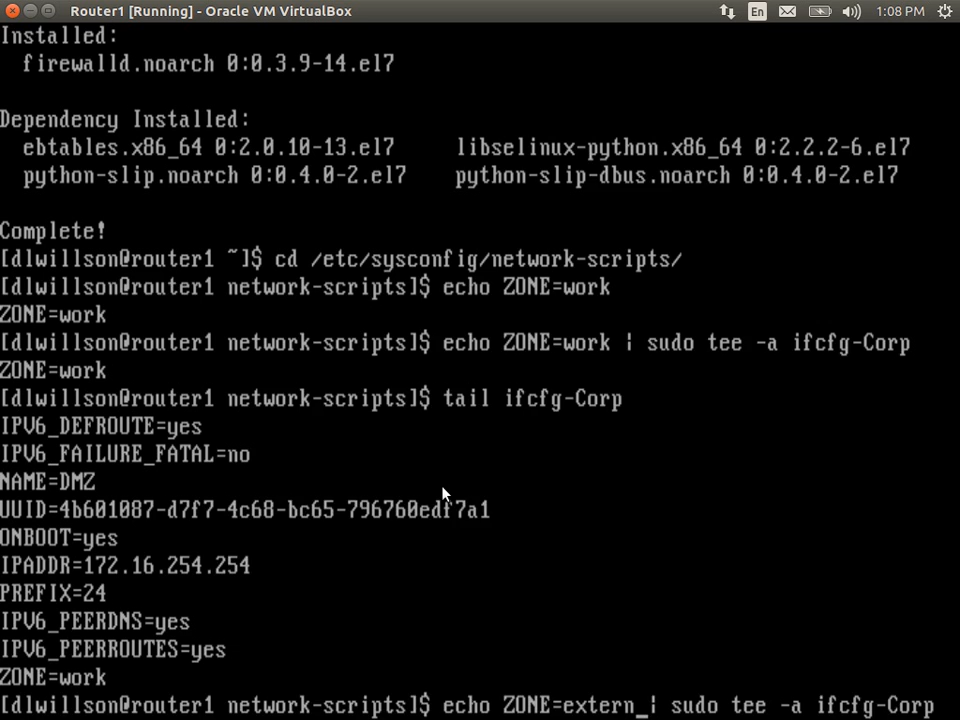 Router1 [Running] - Oracle VM VirtualBox
En
1:08 PM
Installed:
firewalld.noarch 0:0.3.9-14.el7
Dependency Installed:
ebtables.x86_64 0:2.0.10-13.el7 libselinux-python.x86_64 0:2.2.2-6.el7
python-slip.noarch 0:0.4.0-2.el7 python-slip-dbus.noarch 0:0.4.0-2.el7
Complete!
[dlwillson@router1 ~]$ cd /etc/sysconfig/network-scripts/
[dlwillson@router1 network-scripts]$ echo ZONE=work
ZONE=work
[dlwillson@router1 network-scripts]$ echo ZONE=work | sudo tee -a ifcfg-Corp
ZONE=work
[dlwillson@router1 network-scripts]$ tail ifcfg-Corp
IPV6_DEFROUTE=yes
IPV6_FAILURE_FATAL=no
NAME=DMZ
UUID=4b601087-d7f7-4c68-bc65-796760edf7a1
ONBOOT=yes
IPADDR=172.16.254.254
PREFIX=24
IPV6_PEERDNS=yes
IPV6_PEERROUTES=yes
ZONE=work
[dlwillson@router1 network-scripts]$ echo ZONE=extern_| sudo tee -a ifcfg-Corp